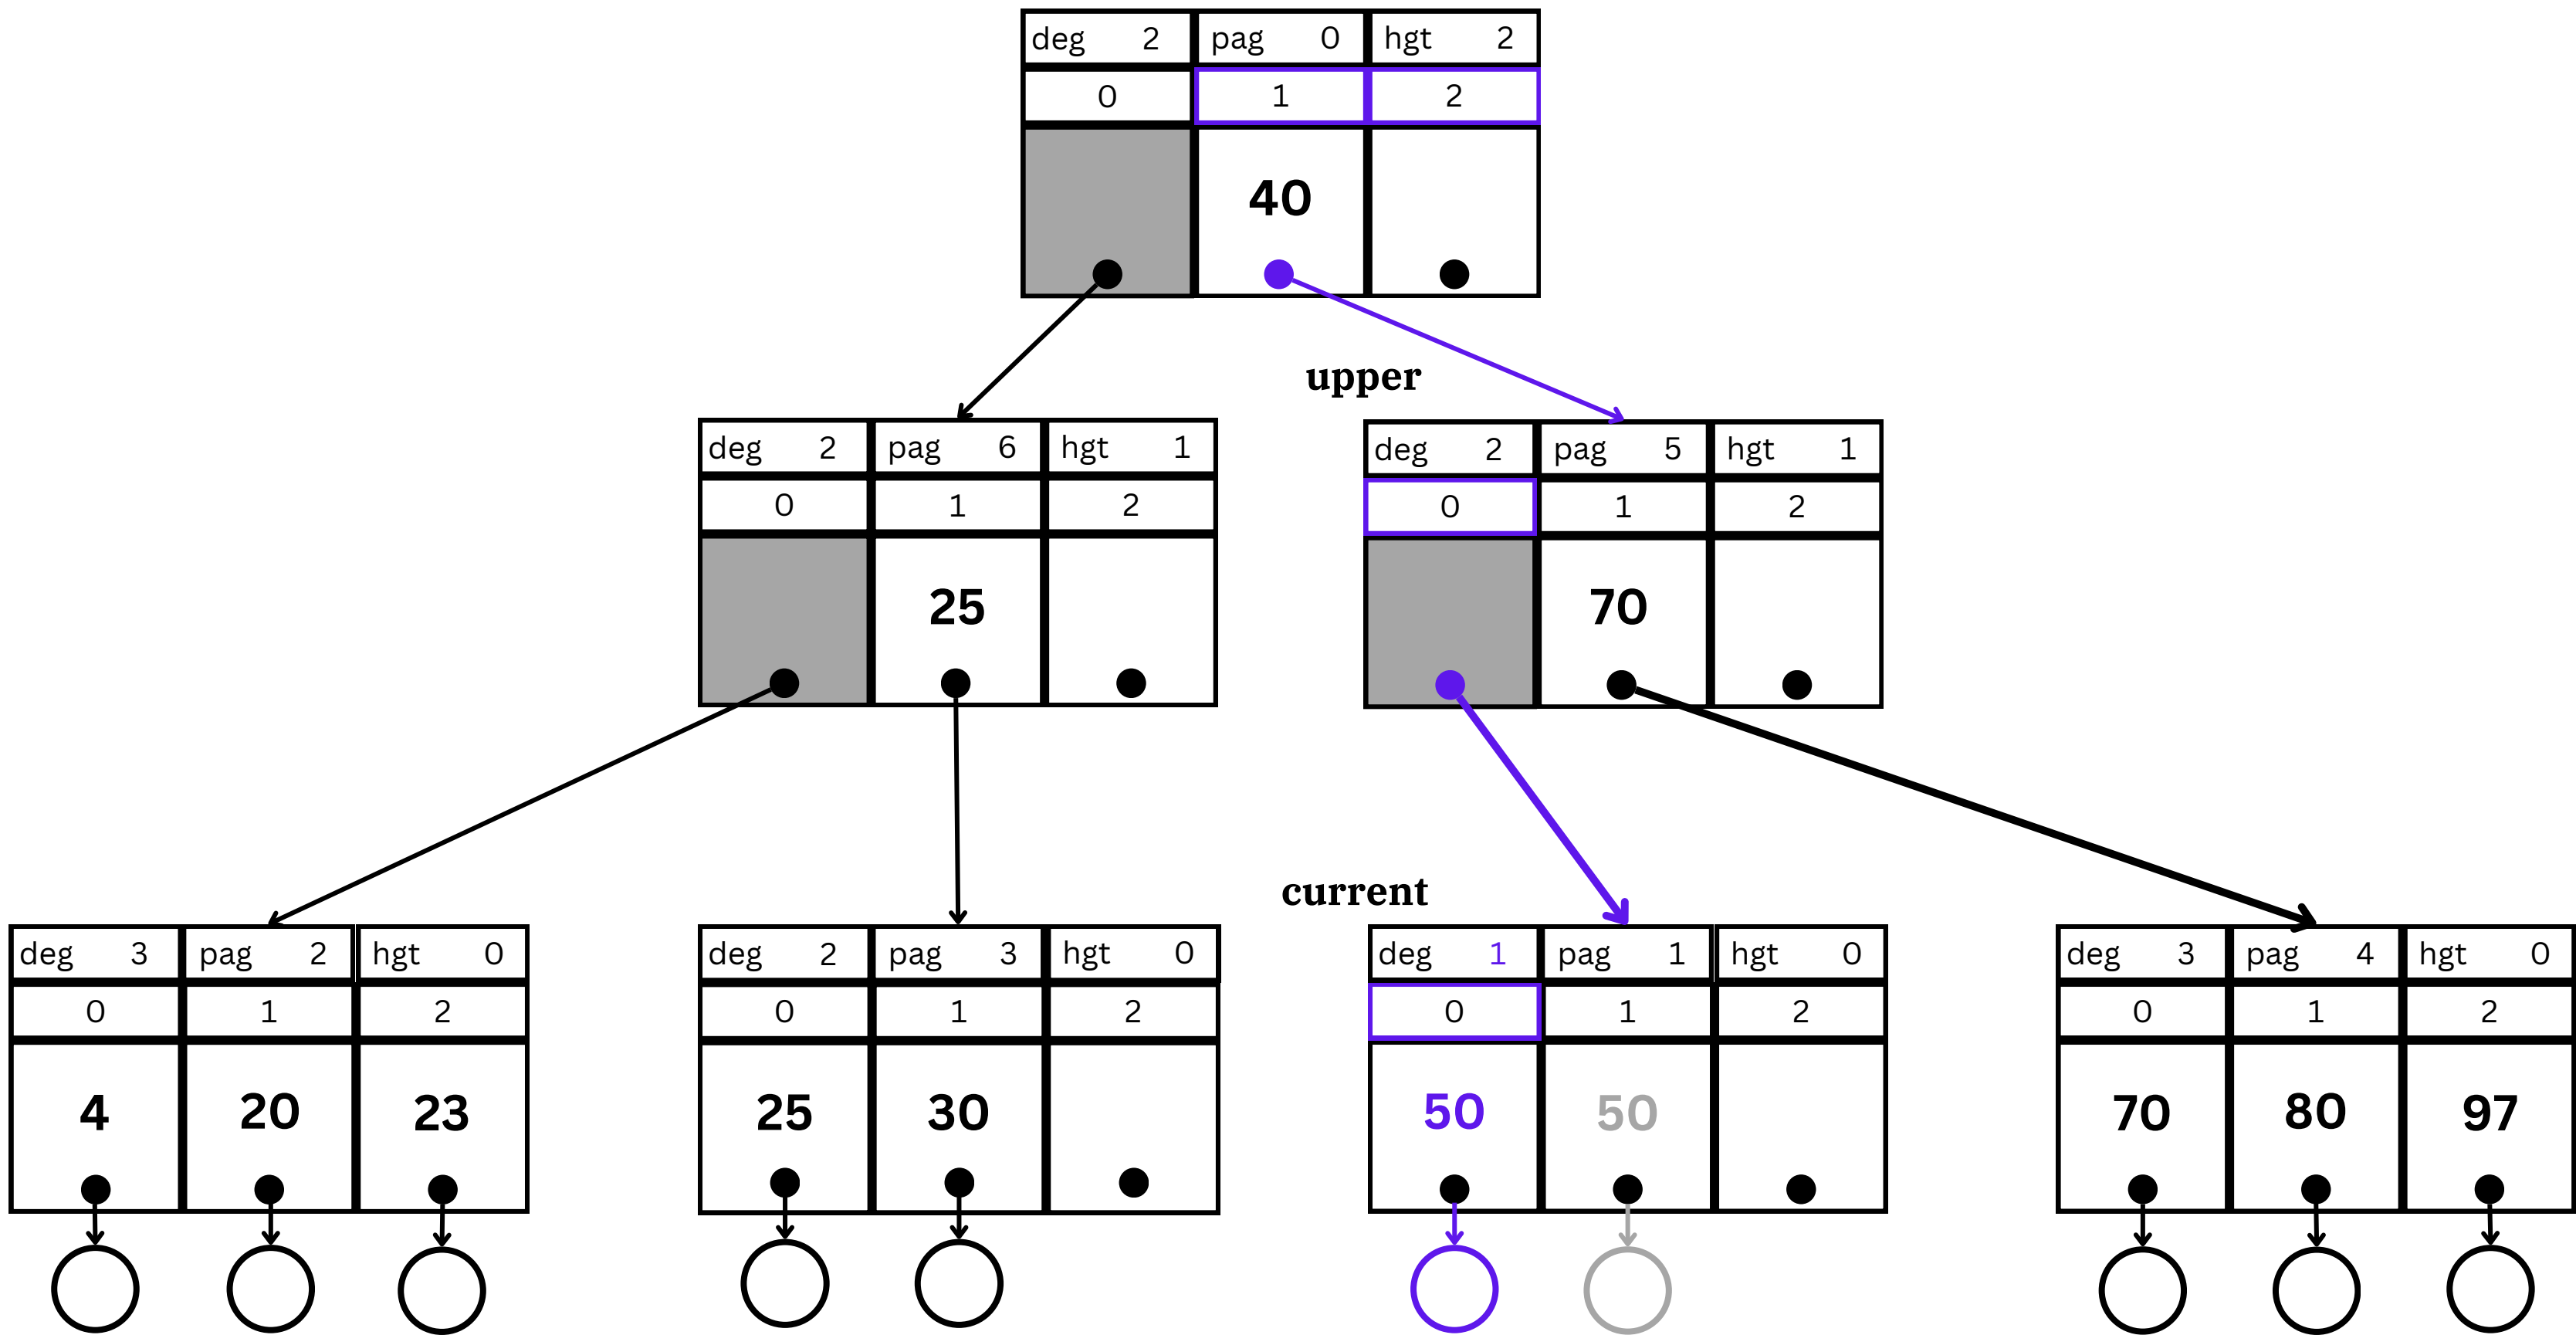 deg 2 pag 0 hgt 2
0 1 2
40
upper
deg 2 pag 6 hgt 1
0 1 2
25
deg 2 pag 5 hgt 1
0 1 2
70
current
deg 3 pag 2 hgt 0
0 1 2
4 20 23
deg 2 pag 3 hgt 0
0 1 2
25 30
deg 1 pag 1 hgt 0
0 1 2
50 50
deg 3 pag 4 hgt 0
0 1 2
70 80 97